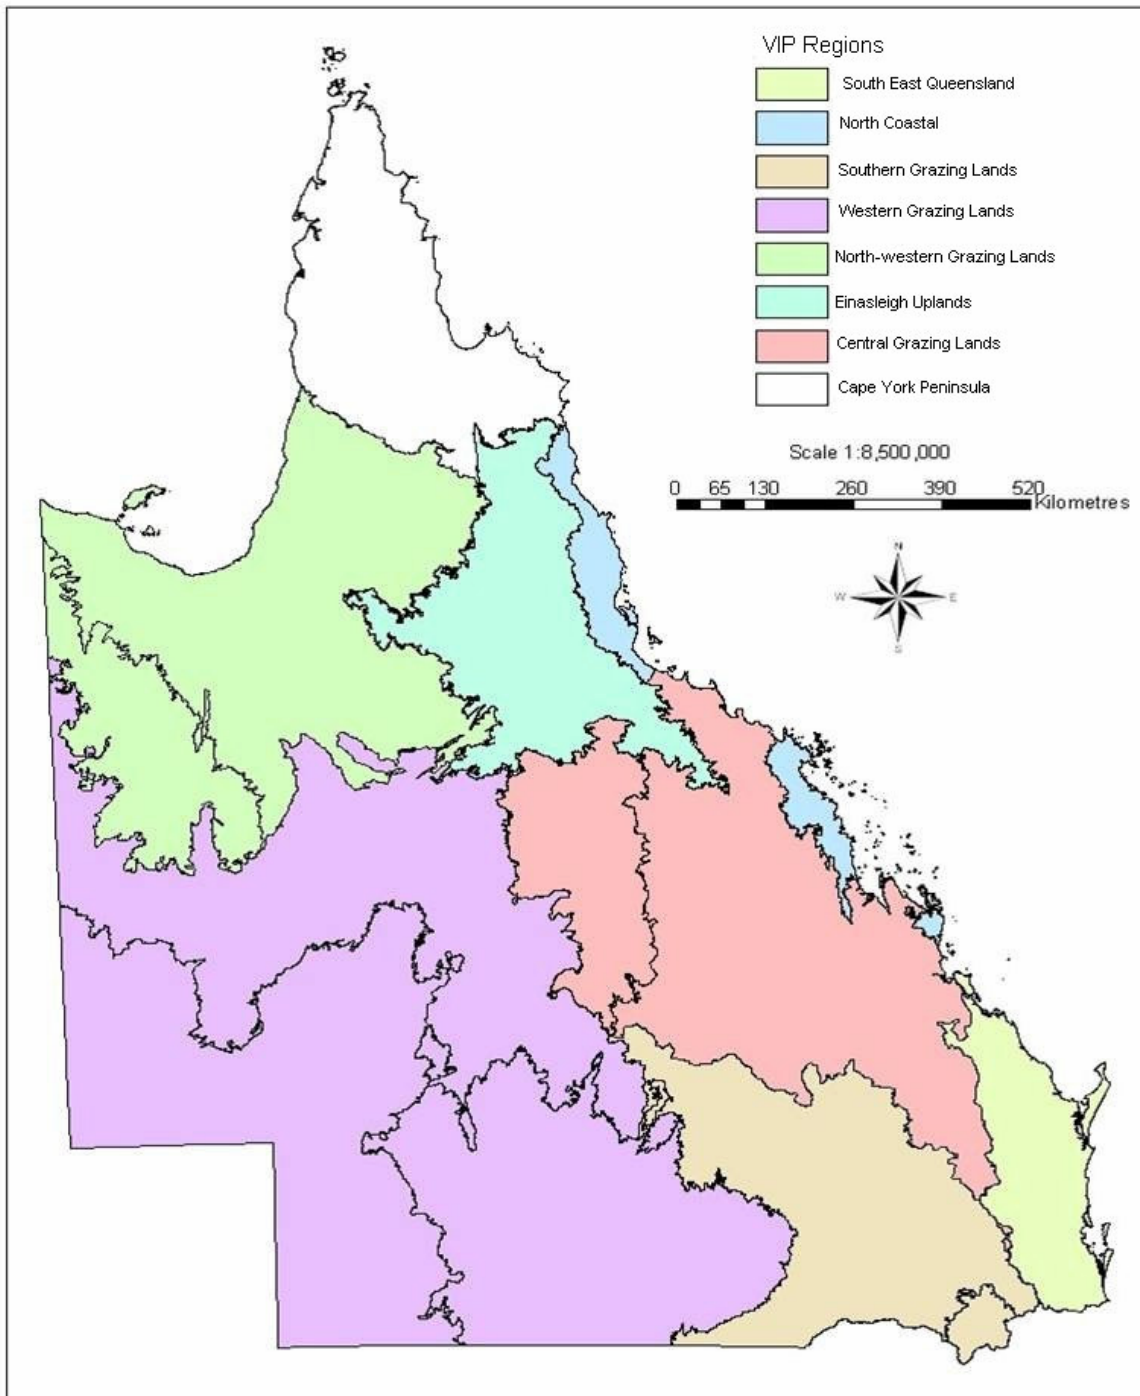 VIP Regions
South East Queensland
North Coastal
Southern Grazing Lands
Western Grazing Lands
North-western Grazing Lands
Einasleigh Uplands
Central Grazing Lands
Cape York Peninsula
Scale 1:8,500,000
0 65 130 260 390 520
Kilometres
N
W E
S